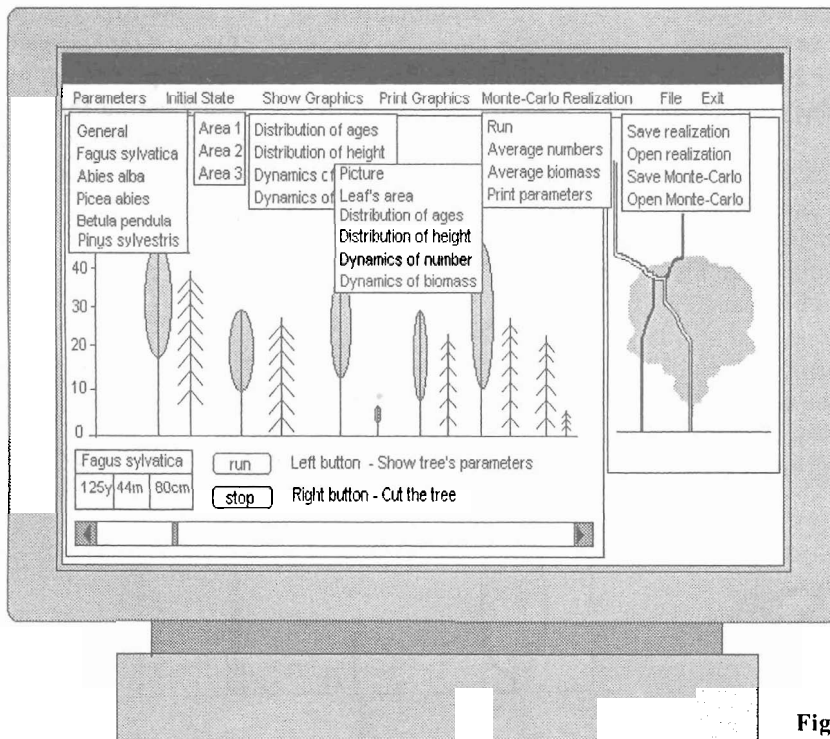 Parameters Initial State Show Graphics Print Graphics Monte-Carlo Realization File Exit
General
Fagus sylvatica
Abies alba
Picea abies
Betula pendula
Pinus sylvestris
Area 1
Area 2
Area 3
Distribution of ages
Distribution of height
Dynamics of
Dynamics of
Picture
Leaf's area
Distribution of ages
Distribution of height
Dynamics of number
Dynamics of biomass
Run
Average numbers
Average biomass
Print parameters
Save realization
Open realization
Save Monte-Carlo
Open Monte-Carlo
40
30
20
10
0
Fagus sylvatica
125y 44m 80cm
run Left button - Show tree's parameters
stop Right button - Cut the tree
Fig